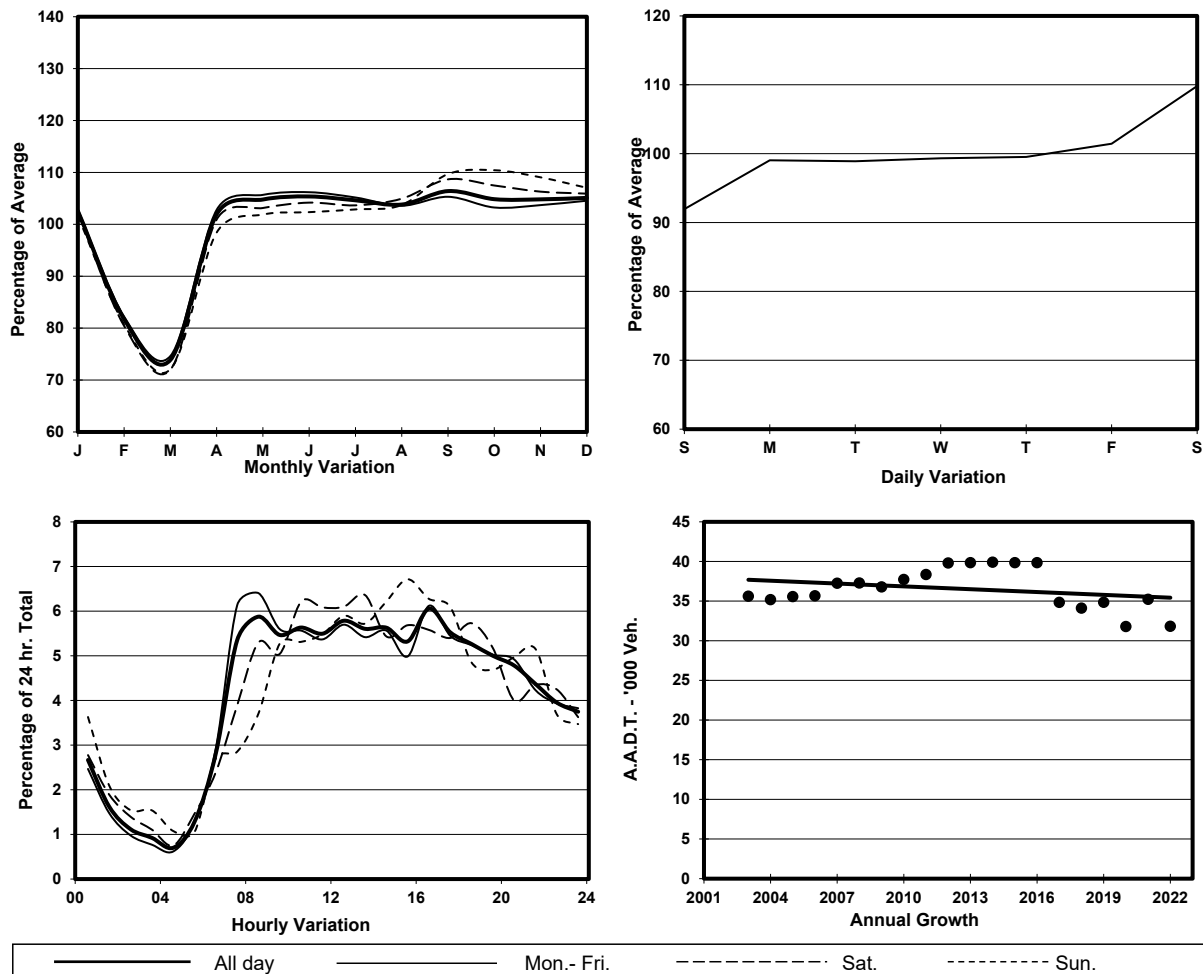 140
130
120
110
100
90
80
70
60
Percentage of Average
J F M A M J J A S O N D
Monthly Variation
120
110
100
90
80
70
60
Percentage of Average
S M T W T F S
Daily Variation
8
7
6
5
4
3
2
1
0
Percentage of 24 hr. Total
00 04 08 12 16 20 24
Hourly Variation
45
40
35
30
25
20
15
10
5
0
A.A.D.T. - '000 Veh.
2001 2004 2007 2010 2013 2016 2019 2022
Annual Growth
All day Mon.- Fri. Sat. Sun.